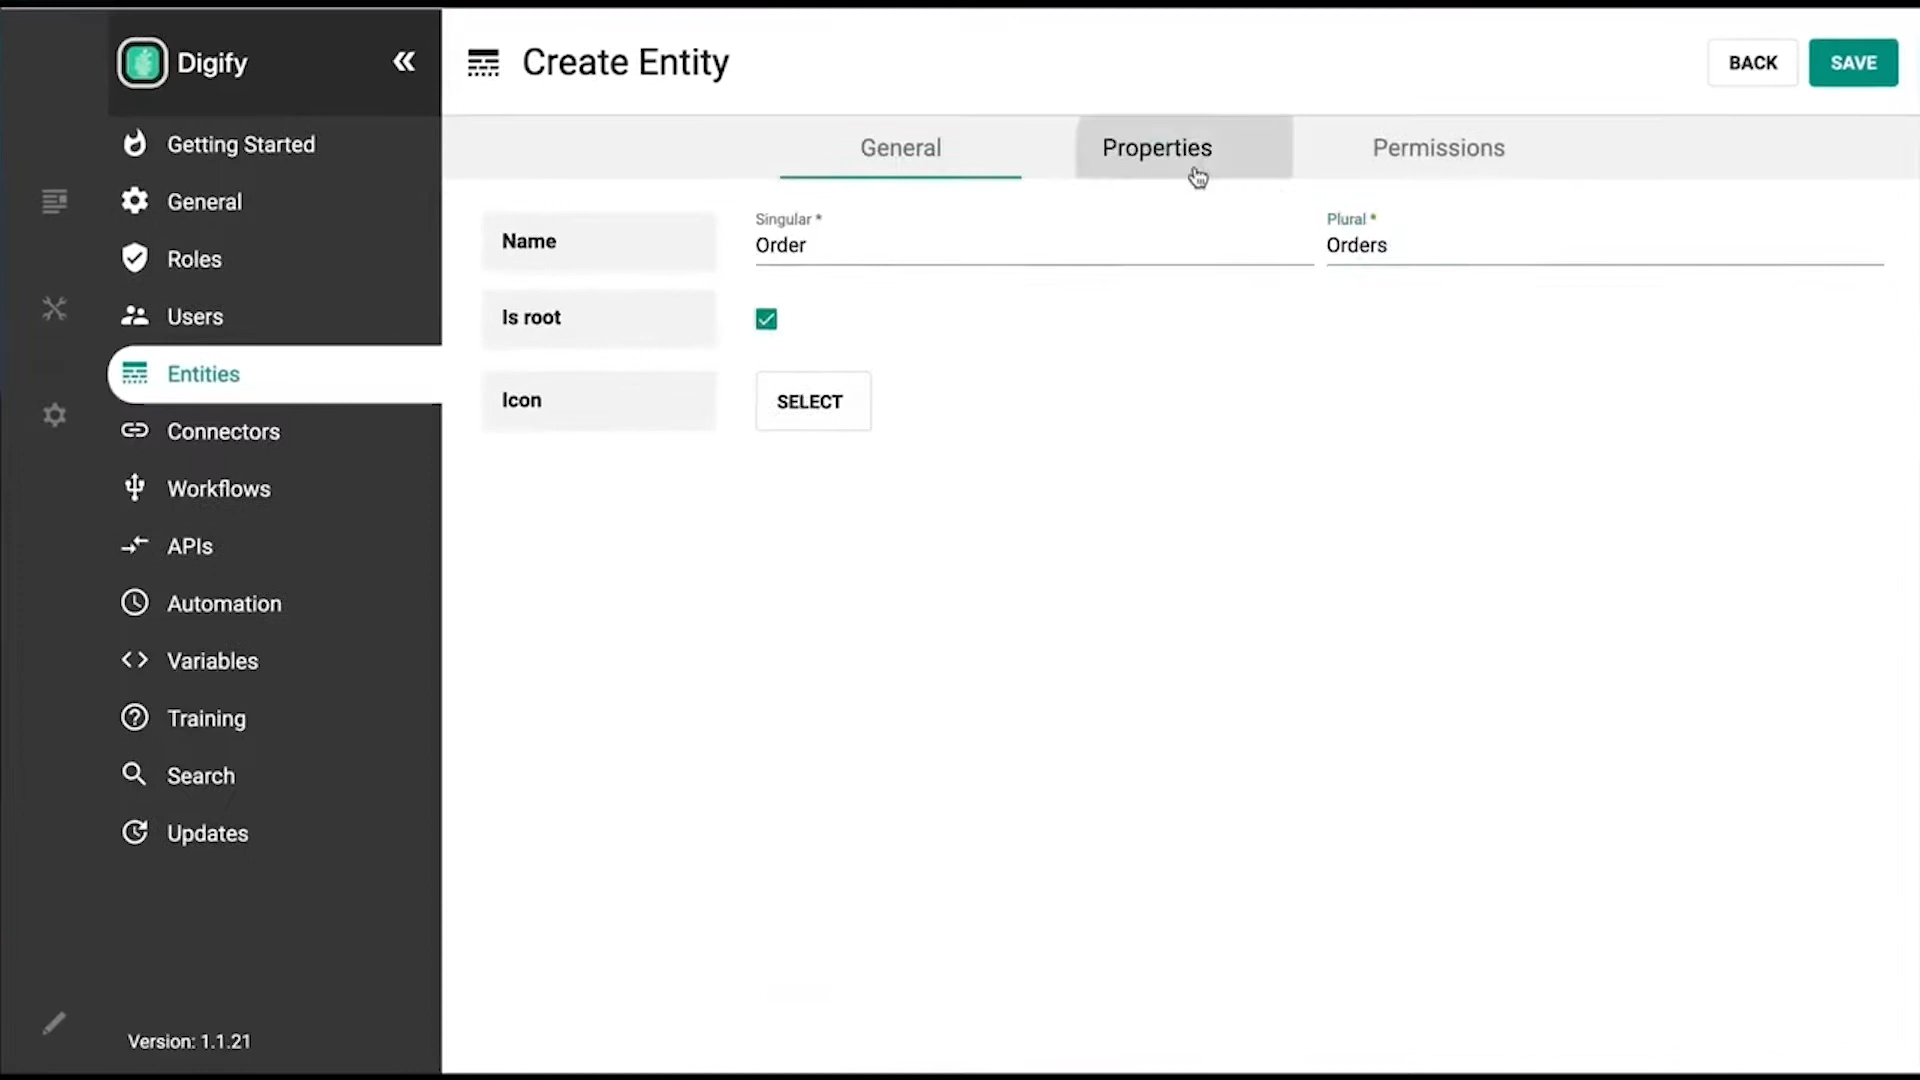 Digify
Create Entity
BACK
SAVE
Getting Started
General
Roles
Users
Entities
Connectors
Workflows
APIs
Automation
Variables
Training
Search
Updates
Version: 1.1.21
General
Properties
Permissions
Name
Singular *
Order
Plural *
Orders
Is root
Icon
SELECT